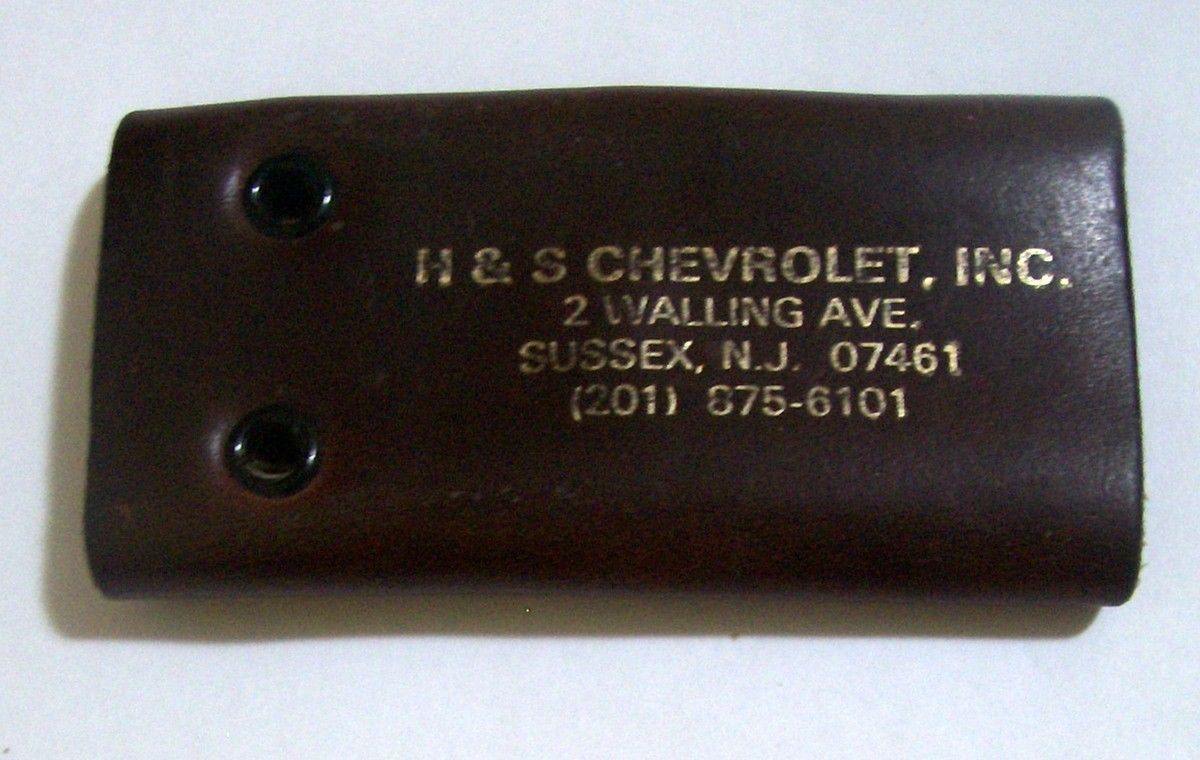 H & S CHEVROLET, INC.
2 WALLING AVE.
SUSSEX, N.J. 07461
(201) 875-6101